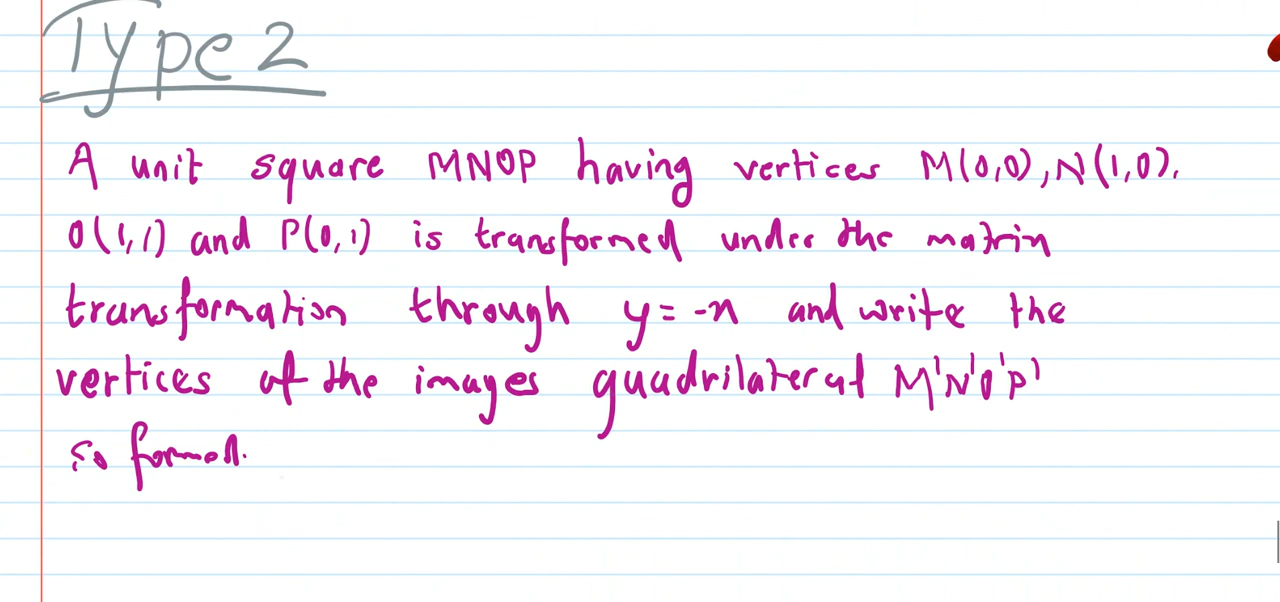 Type 2
A unit square MNOP having vertices M(0,0), N(1,0),
O(1,1) and P(0,1) is transformed under the matrix
transformation through y = -x and write the
vertices of the images quadrilateral M'N'O'P'
so formed.